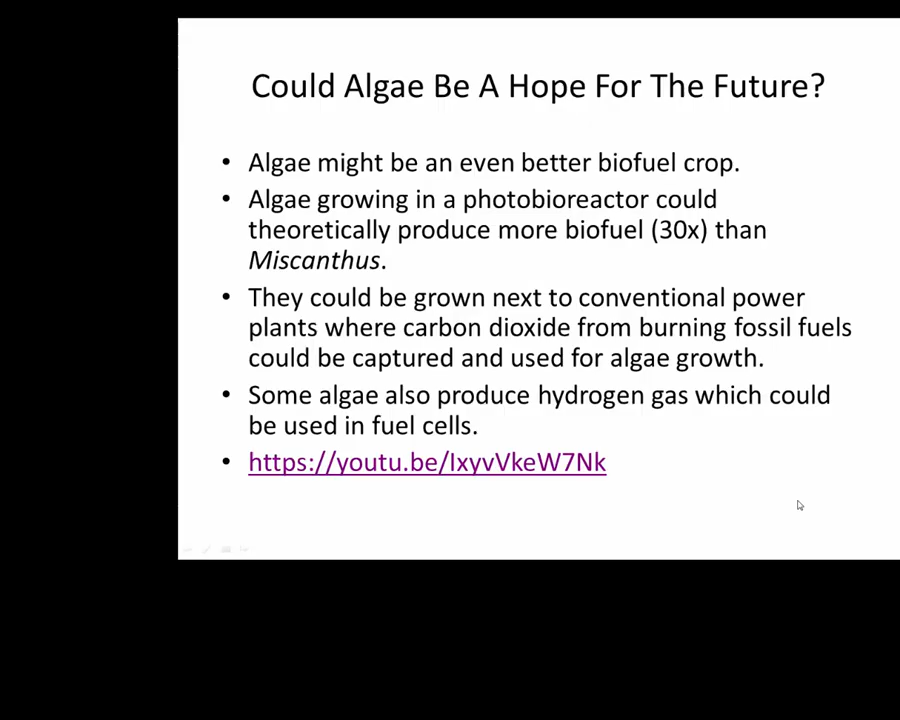 Could Algae Be A Hope For The Future?
• Algae might be an even better biofuel crop.
• Algae growing in a photobioreactor could
theoretically produce more biofuel (30x) than
Miscanthus.
• They could be grown next to conventional power
plants where carbon dioxide from burning fossil fuels
could be captured and used for algae growth.
• Some algae also produce hydrogen gas which could
be used in fuel cells.
• https://youtu.be/IxyvVkeW7Nk